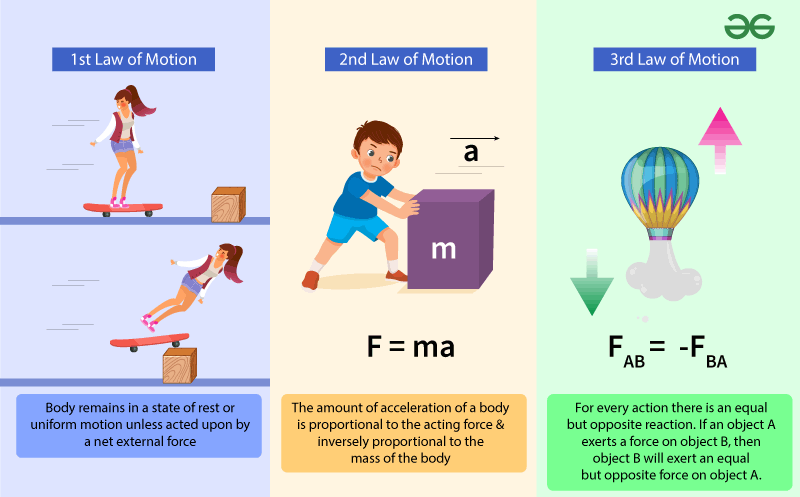 1st Law of Motion
Body remains in a state of rest or
uniform motion unless acted upon by
a net external force
2nd Law of Motion
a
m
F = ma
The amount of acceleration of a body
is proportional to the acting force &
inversely proportional to the
mass of the body
3rd Law of Motion
F_AB = -F_BA
For every action there is an equal
but opposite reaction. If an object A
exerts a force on object B, then
object B will exert an equal
but opposite force on object A.